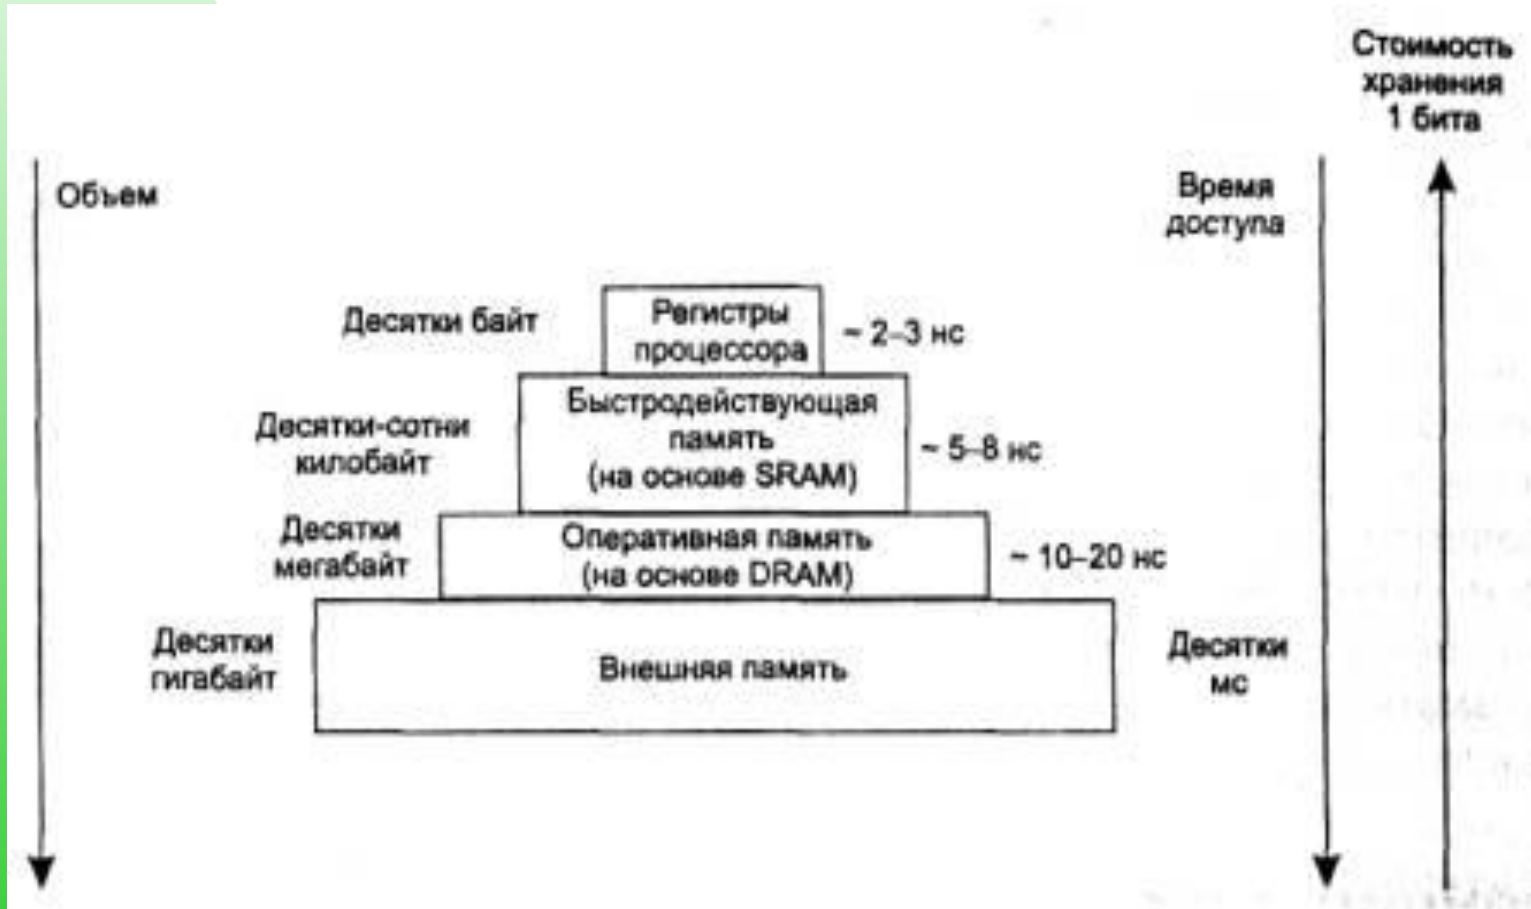 Стоимость
хранения
1 бита
Объем
Время
доступа
Десятки байт
Регистры
процессора
~ 2–3 нс
Десятки-сотни
килобайт
Быстродействующая
память
(на основе SRAM)
~ 5–8 нс
Десятки
мегабайт
Оперативная память
(на основе DRAM)
~ 10–20 нс
Десятки
гигабайт
Внешняя память
Десятки
мс